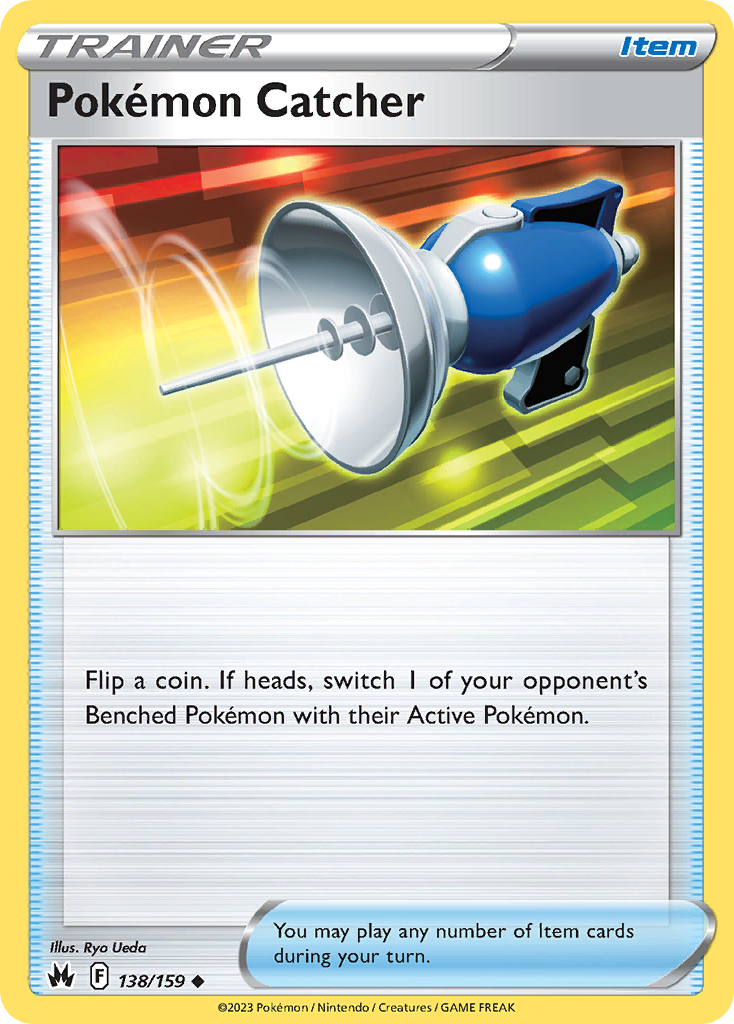 TRAINER
Item
Pokémon Catcher
Flip a coin. If heads, switch 1 of your opponent's
Benched Pokémon with their Active Pokémon.
You may play any number of Item cards
during your turn.
Illus. Ryo Ueda
F 138/159 ◆
©2023 Pokémon / Nintendo / Creatures / GAME FREAK